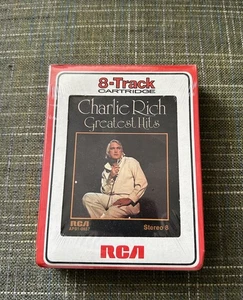 8-Track
CARTRIDGE
Charlie Rich
Greatest Hits
RCA
Stereo 8
RCA